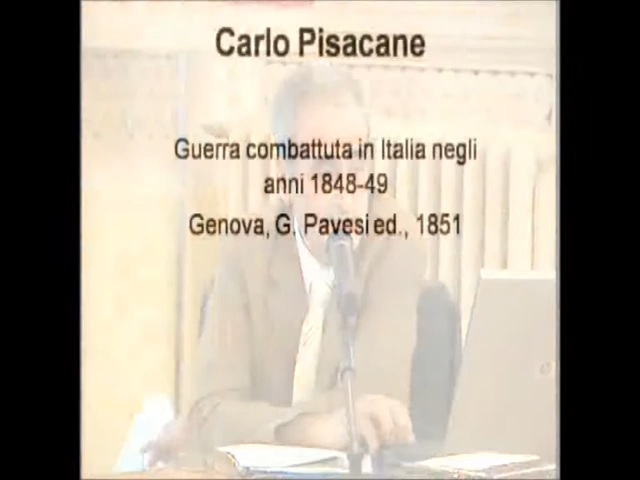 Carlo Pisacane
Guerra combattuta in Italia negli
anni 1848-49
Genova, G. Pavesi ed., 1851